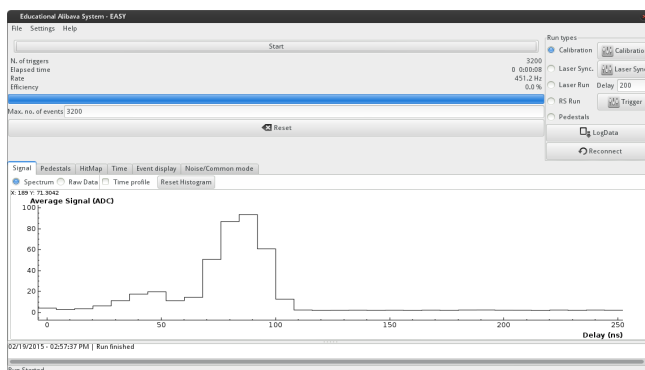 Educational Alibava System - EASY
File Settings Help
Start
N. of triggers 3200
Elapsed time 0 0:00:08
Rate 451.2 Hz
Efficiency 0.0 %
Max. no. of events 3200
Reset
Run types
Calibration Calibratio
Laser Sync. Laser Sync
Laser Run Delay 200
RS Run Trigger
Pedestals
LogData
Reconnect
Signal Pedestals HitMap Time Event display Noise/Common mode
Spectrum Raw Data Time profile Reset Histogram
X: 189 Y: 71.3042
Average Signal (ADC)
100
80
60
40
20
0
0 50 100 150 200 250
Delay (ns)
02/19/2015 - 02:57:37 PM | Run finished
Run Started